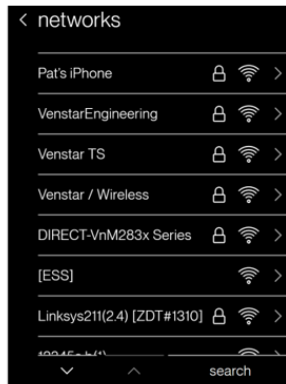 networks
Pat's iPhone
VenstarEngineering
Venstar TS
Venstar / Wireless
DIRECT-VnM283x Series
[ESS]
Linksys211(2.4) [ZDT#1310]
search